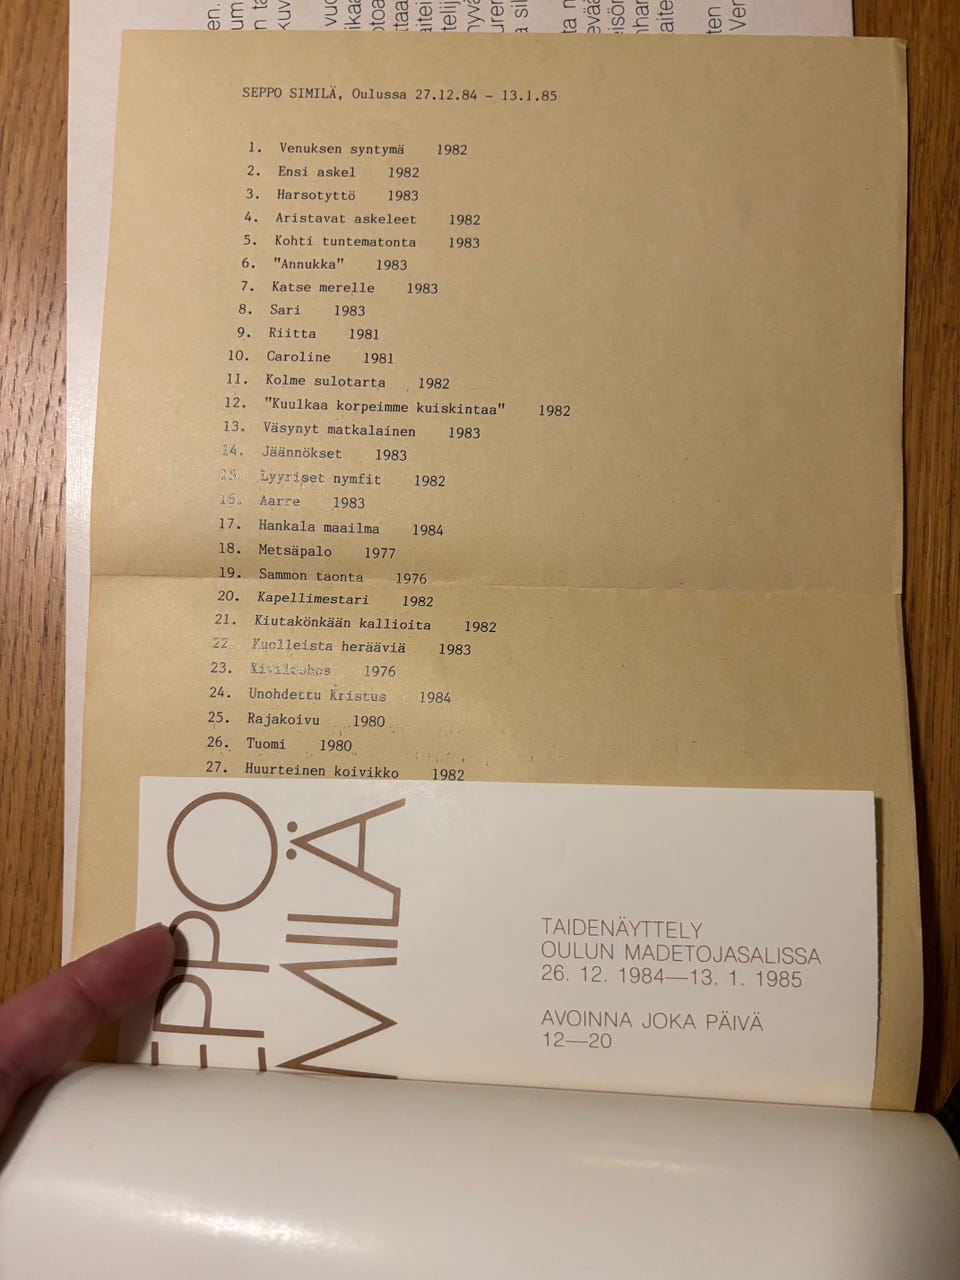 SEPPO SIMILÄ, Oulussa 27.12.84 - 13.1.85
1. Venuksen syntymä 1982
2. Ensi askel 1982
3. Harsotyttö 1983
4. Aristavat askeleet 1982
5. Kohti tuntematonta 1983
6. "Annukka" 1983
7. Katse merelle 1983
8. Sari 1983
9. Riitta 1981
10. Caroline 1981
11. Kolme sulotarta 1982
12. "Kuulkaa korpeimme kuiskintaa" 1982
13. Väsynyt matkalainen 1983
14. Jäännökset 1983
15. Lyyriset nymfit 1982
16. Aarre 1983
17. Hankala maailma 1984
18. Metsäpalo 1977
19. Sammon taonta 1976
20. Kapellimestari 1982
21. Kiutakönkään kallioita 1982
22. Kuolleista herääviä 1983
23. 1976
24. Unohdettu Kristus 1984
25. Rajakoivu 1980
26. Tuomi 1980
27. Huurteinen koivikko 1982
EPPO
MILÄ
TAIDENÄYTTELY
OULUN MADETOJASALISSA
26. 12. 1984—13. 1. 1985
AVOINNA JOKA PÄIVÄ
12—20